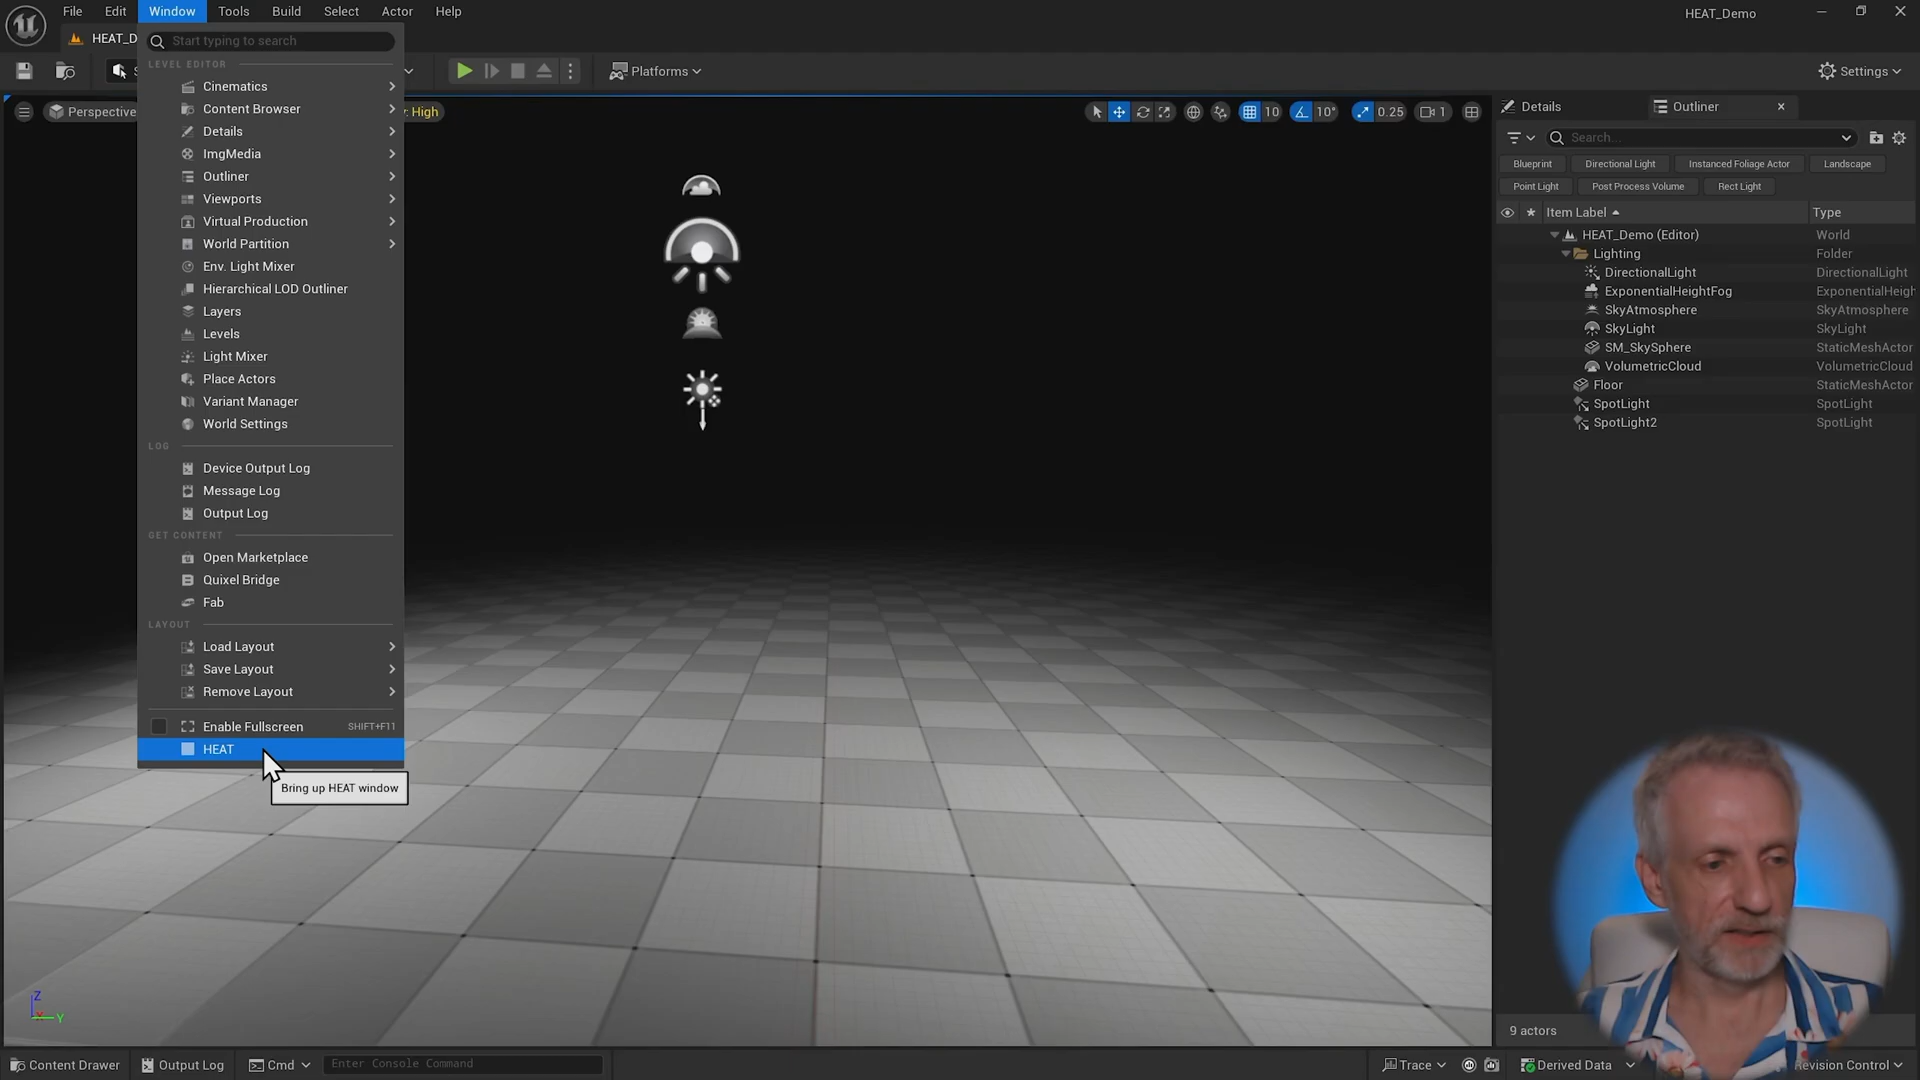 File Edit Window Tools Build Select Actor Help
HEAT_Demo
HEAT_D
Start typing to search
LEVEL EDITOR
Cinematics
Content Browser
Details
ImgMedia
Outliner
Viewports
Virtual Production
World Partition
Env. Light Mixer
Hierarchical LOD Outliner
Layers
Levels
Light Mixer
Place Actors
Variant Manager
World Settings
LOG
Device Output Log
Message Log
Output Log
GET CONTENT
Open Marketplace
Quixel Bridge
Fab
LAYOUT
Load Layout
Save Layout
Remove Layout
Enable Fullscreen SHIFT+F11
HEAT
Bring up HEAT window
Platforms
Settings
Perspective
: High
10 10° 0.25 1
Z
X
Y
Details Outliner
Search...
Blueprint Directional Light Instanced Foliage Actor Landscape
Point Light Post Process Volume Rect Light
Item Label Type
HEAT_Demo (Editor) World
Lighting Folder
DirectionalLight DirectionalLight
ExponentialHeightFog ExponentialHeigh
SkyAtmosphere SkyAtmosphere
SkyLight SkyLight
SM_SkySphere StaticMeshActor
VolumetricCloud VolumetricCloud
Floor StaticMeshActor
SpotLight SpotLight
SpotLight2 SpotLight
9 actors
Content Drawer Output Log Cmd Enter Console Command Trace Derived Data Revision Control